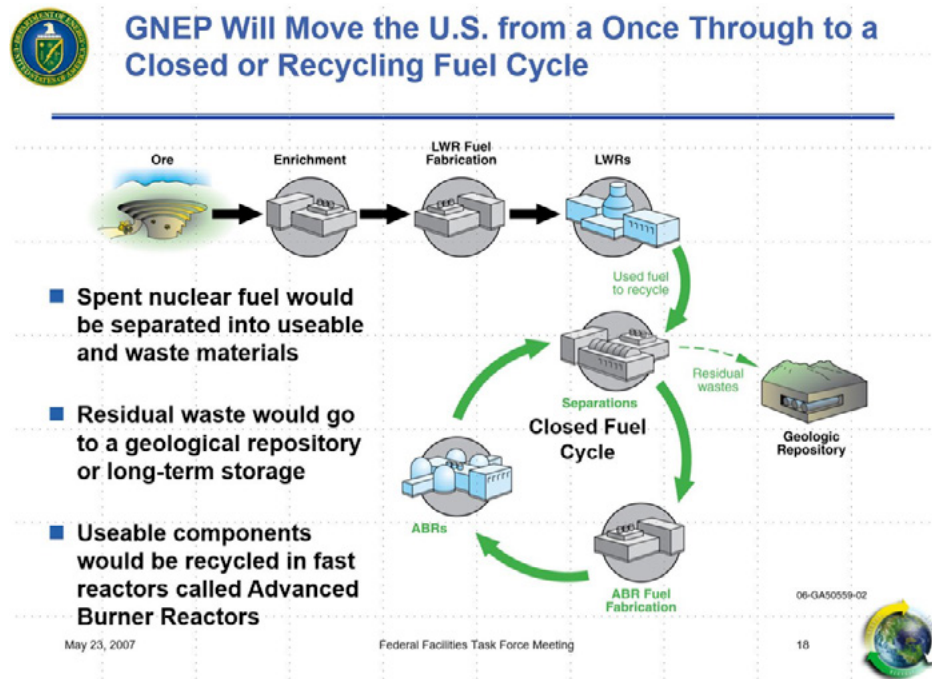 GNEP Will Move the U.S. from a Once Through to a
Closed or Recycling Fuel Cycle
Ore
Enrichment
LWR Fuel
Fabrication
LWRs
Used fuel
to recycle
Spent nuclear fuel would
be separated into useable
and waste materials
Residual waste would go
to a geological repository
or long-term storage
Useable components
would be recycled in fast
reactors called Advanced
Burner Reactors
Separations
Closed Fuel
Cycle
Residual
wastes
Geologic
Repository
ABRs
ABR Fuel
Fabrication
06-GA50559-02
May 23, 2007
Federal Facilities Task Force Meeting
18